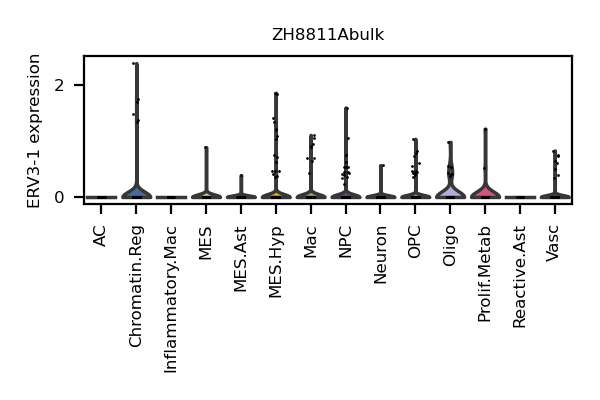 ZH8811Abulk
ERV3-1 expression
2
0
AC
Chromatin.Reg
Inflammatory.Mac
MES
MES.Ast
MES.Hyp
Mac
NPC
Neuron
OPC
Oligo
Prolif.Metab
Reactive.Ast
Vasc